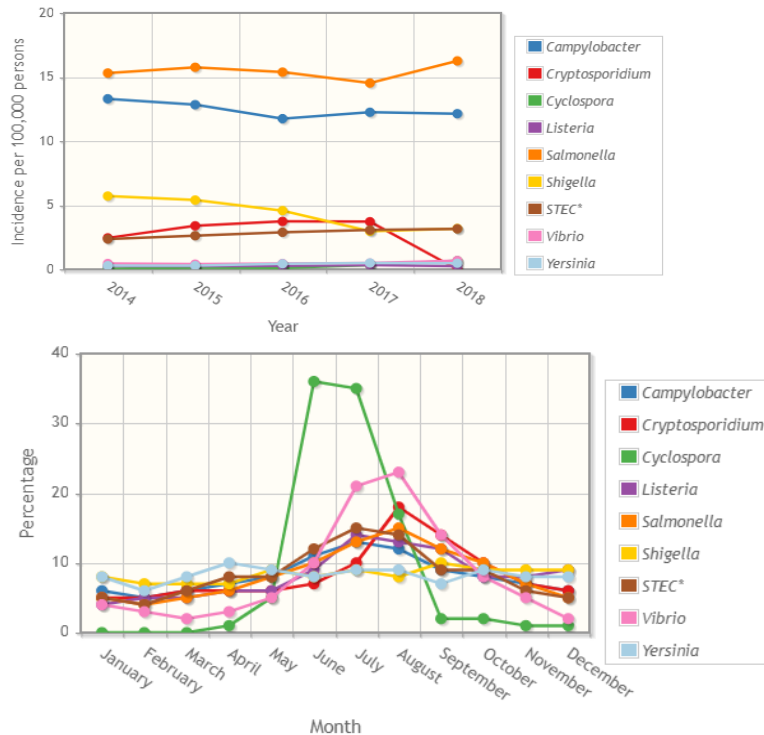 20
15
10
5
0
Incidence per 100,000 persons
2014
2015
2016
2017
2018
Year
Campylobacter
Cryptosporidium
Cyclospora
Listeria
Salmonella
Shigella
STEC*
Vibrio
Yersinia
40
30
20
10
0
Percentage
January
February
March
April
May
June
July
August
September
October
November
December
Month
Campylobacter
Cryptosporidium
Cyclospora
Listeria
Salmonella
Shigella
STEC*
Vibrio
Yersinia